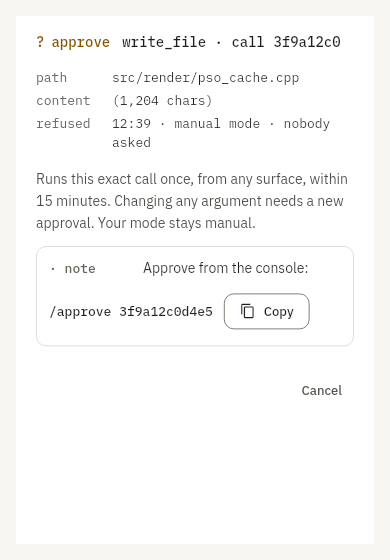 ? approve write_file · call 3f9a12c0
path src/render/pso_cache.cpp
content (1,204 chars)
refused 12:39 · manual mode · nobody
asked
Runs this exact call once, from any surface, within
15 minutes. Changing any argument needs a new
approval. Your mode stays manual.
· note Approve from the console:
/approve 3f9a12c0d4e5 Copy
Cancel